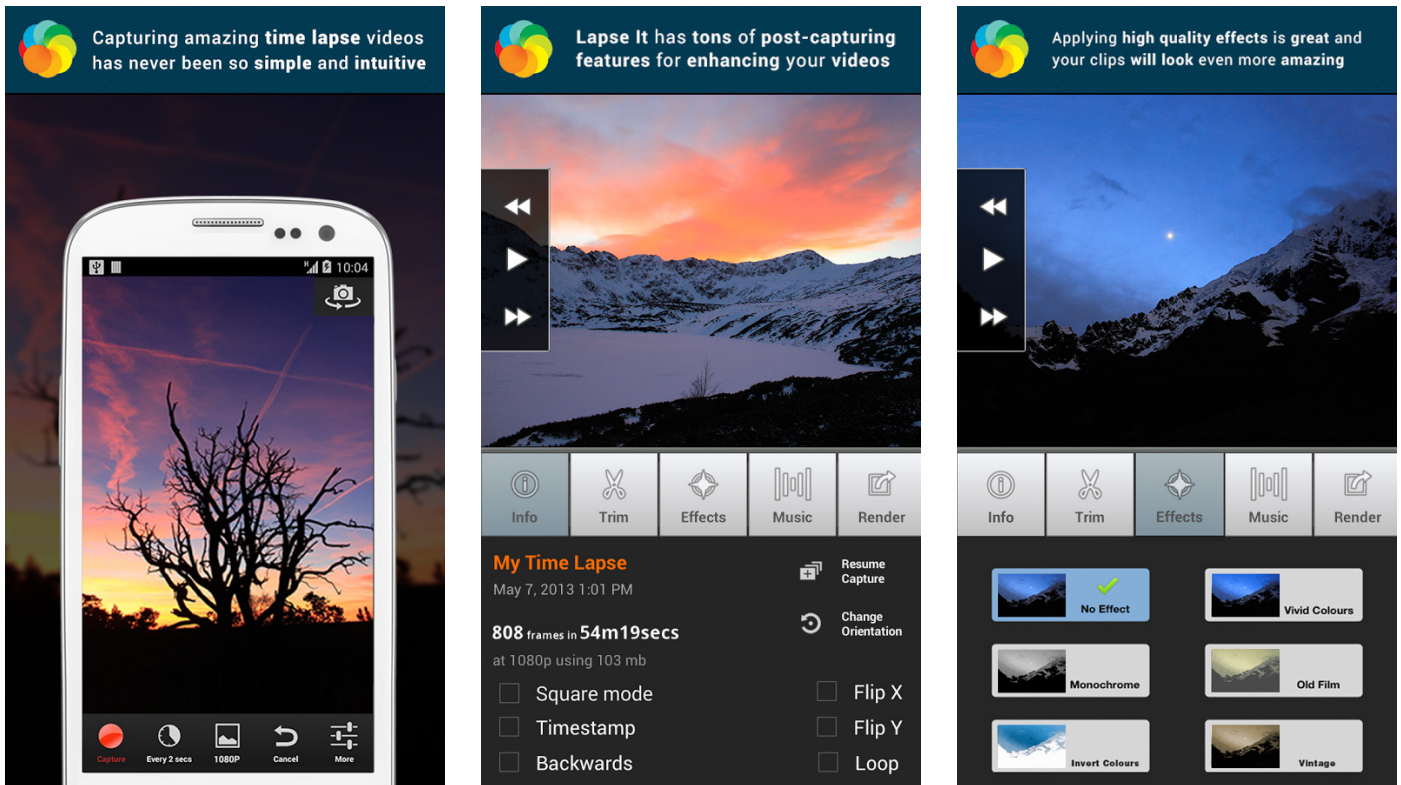 Capturing amazing time lapse videos
has never been so simple and intuitive
10:04
Capture
Every 2 secs
1080P
Cancel
More
Lapse It has tons of post-capturing
features for enhancing your videos
Info
Trim
Effects
Music
Render
My Time Lapse
May 7, 2013 1:01 PM
808 frames in 54m19secs
at 1080p using 103 mb
Resume
Capture
Change
Orientation
Square mode
Flip X
Timestamp
Flip Y
Backwards
Loop
Applying high quality effects is great and
your clips will look even more amazing
Info
Trim
Effects
Music
Render
No Effect
Vivid Colours
Monochrome
Old Film
Invert Colours
Vintage